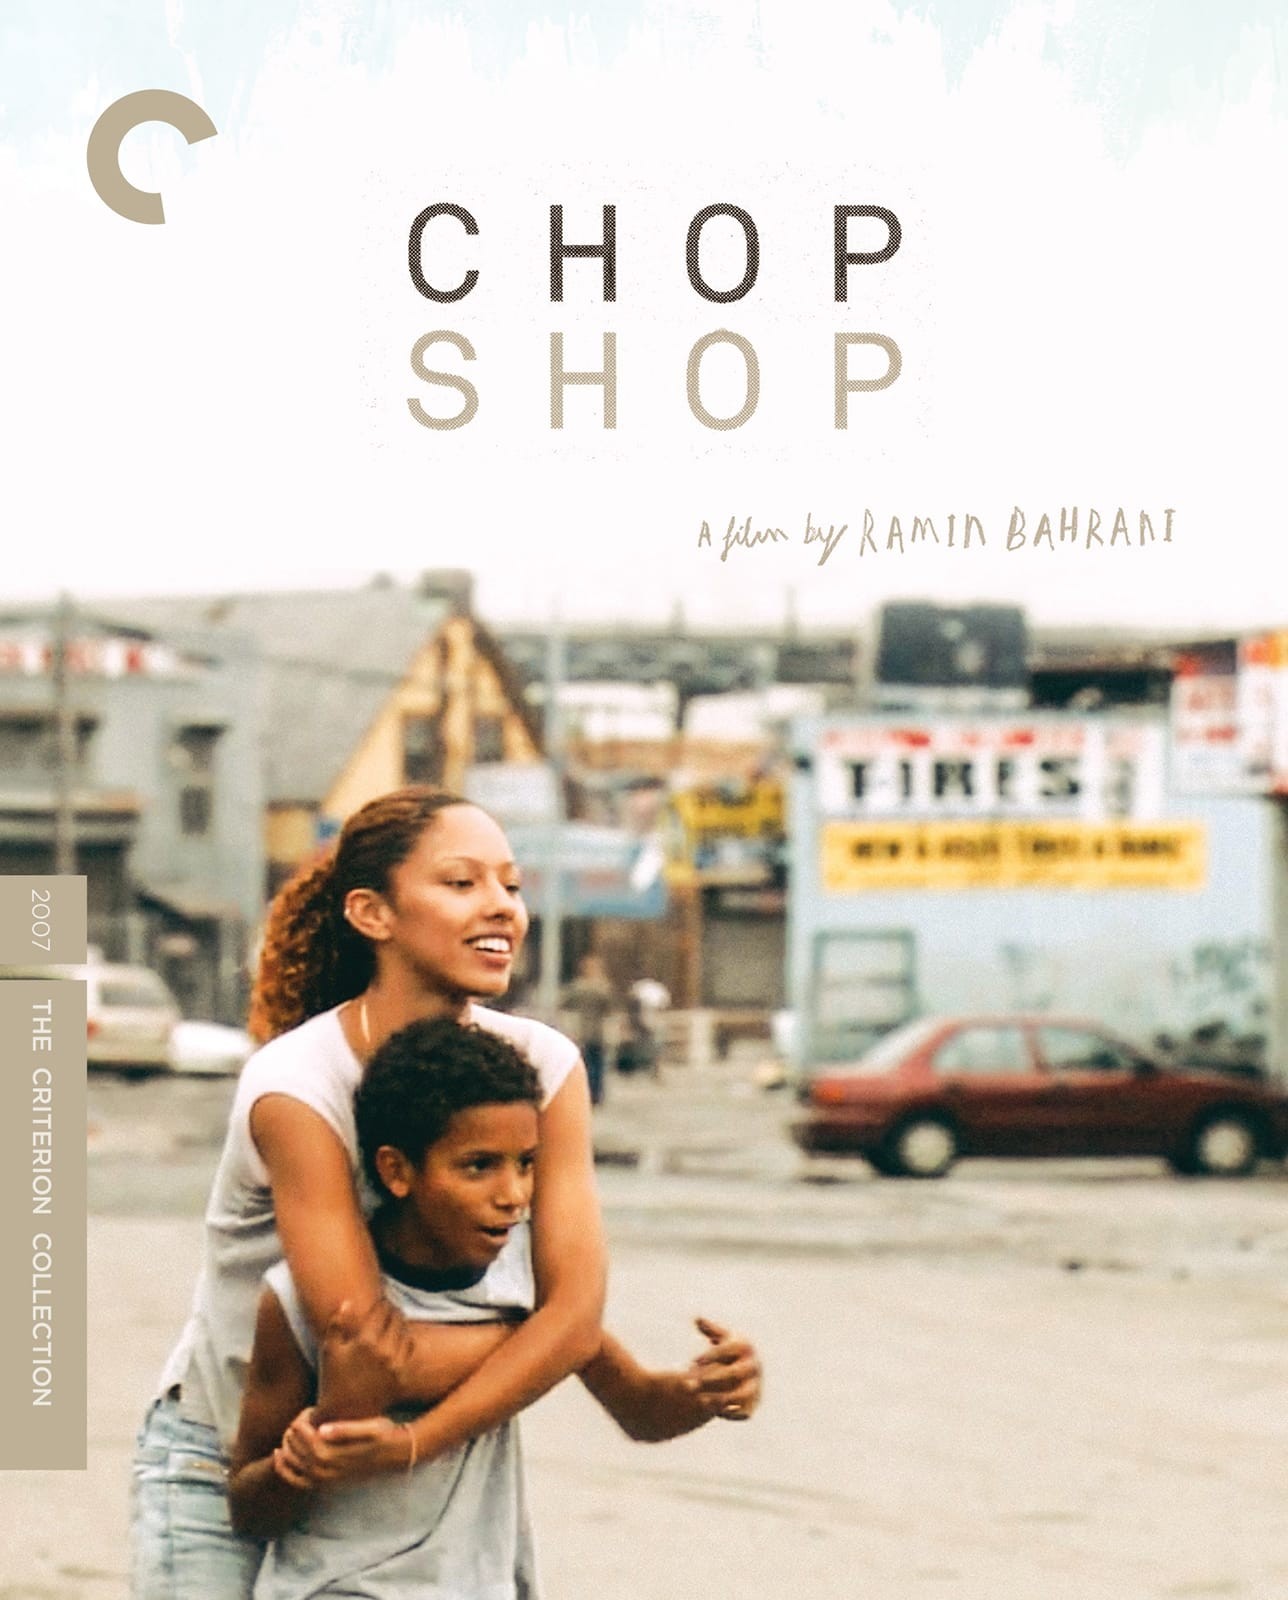 CHOP
SHOP
A film by RAMIN BAHRANI
TIRES
2007
THE CRITERION COLLECTION